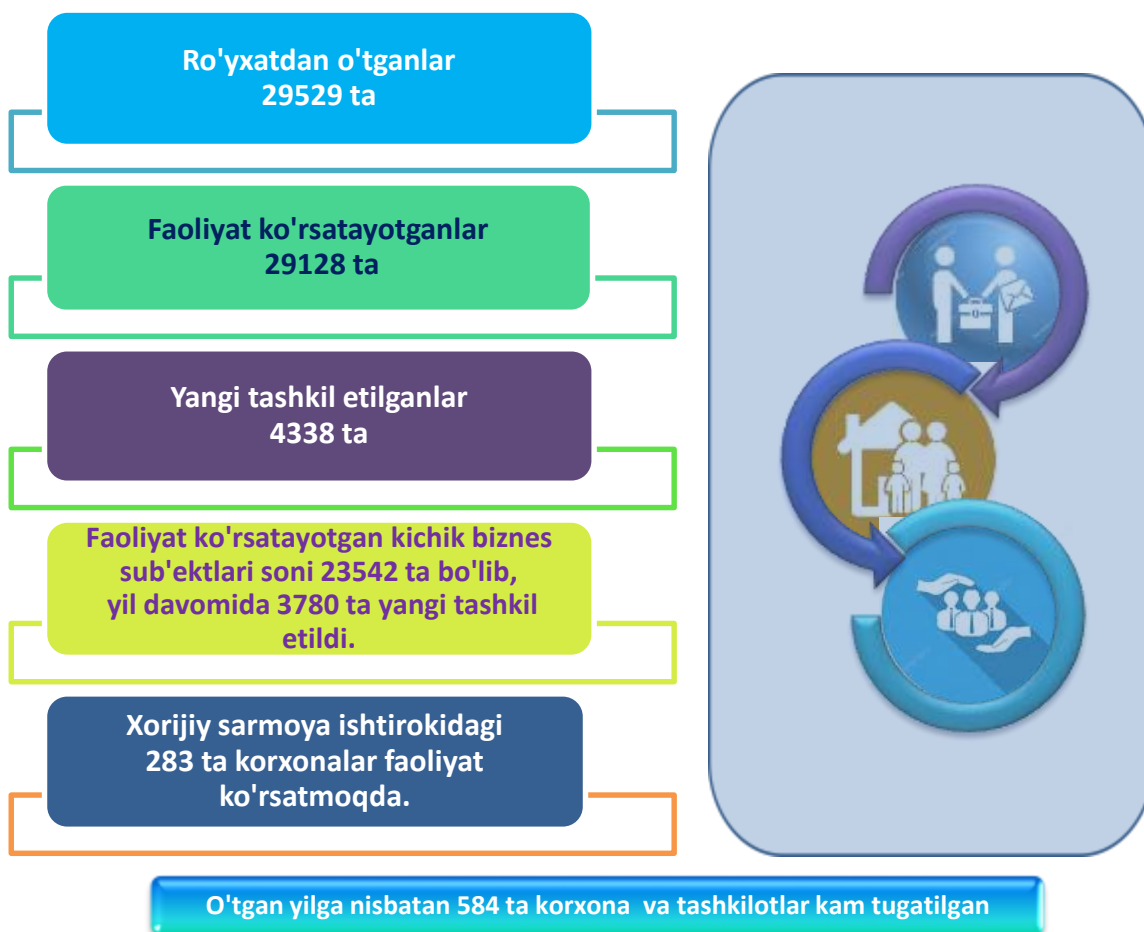 Ro'yxatdan o'tganlar
29529 ta
Faoliyat ko'rsatayotganlar
29128 ta
Yangi tashkil etilganlar
4338 ta
Faoliyat ko'rsatayotgan kichik biznes
sub'ektlari soni 23542 ta bo'lib,
yil davomida 3780 ta yangi tashkil
etildi.
Xorijiy sarmoya ishtirokidagi
283 ta korxonalar faoliyat
ko'rsatmoqda.
O'tgan yilga nisbatan 584 ta korxona va tashkilotlar kam tugatilgan